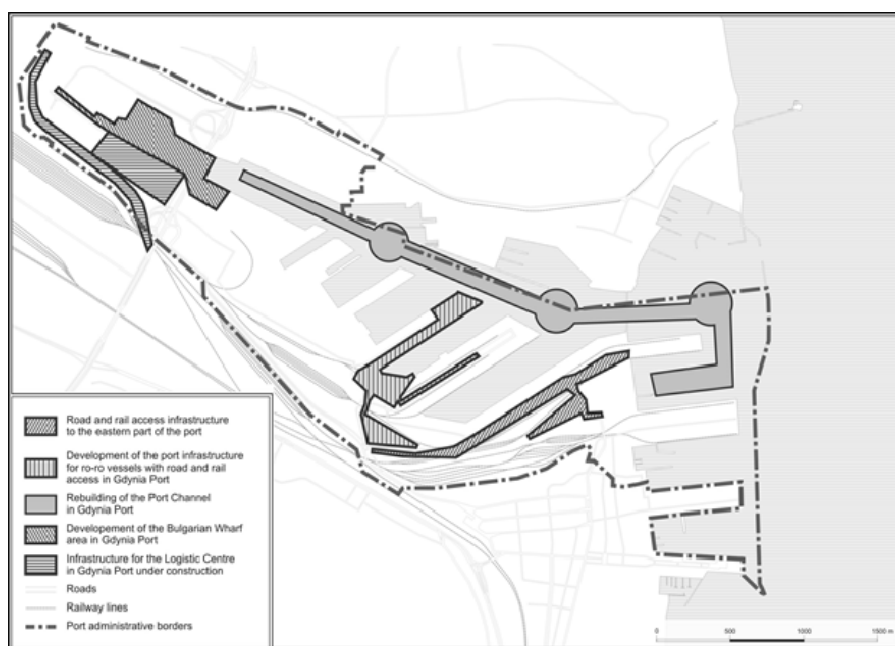 Road and rail access infrastructure
to the eastern part of the port
Development of the port infrastructure
for ro-ro vessels with road and rail
access in Gdynia Port
Rebuilding of the Port Channel
in Gdynia Port
Developement of the Bulgarian Wharf
area in Gdynia Port
Infrastructure for the Logistic Centre
in Gdynia Port under construction
Roads
Railway lines
Port adiministrative borders
0 500 1000 1500 m